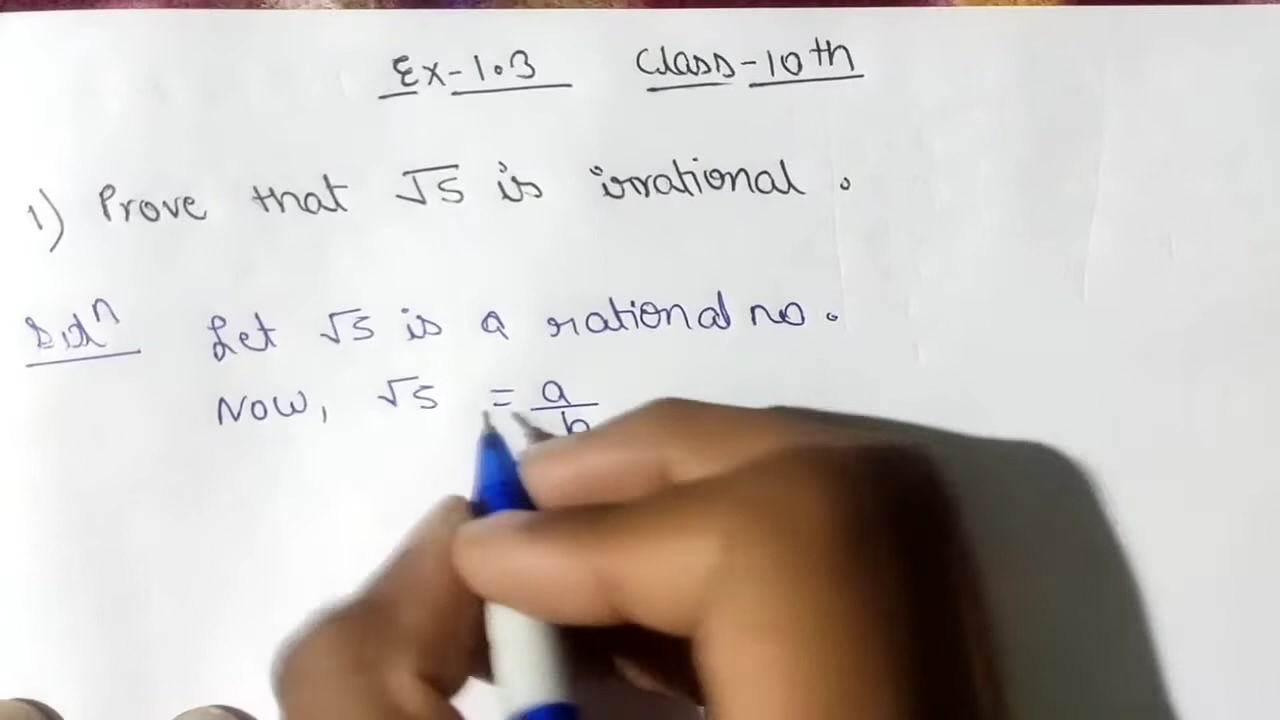 Ex-1.3 Class-10th
1) Prove that √5 is irrational.
Solⁿ Let √5 is a rational no.
Now, √5 = a/b